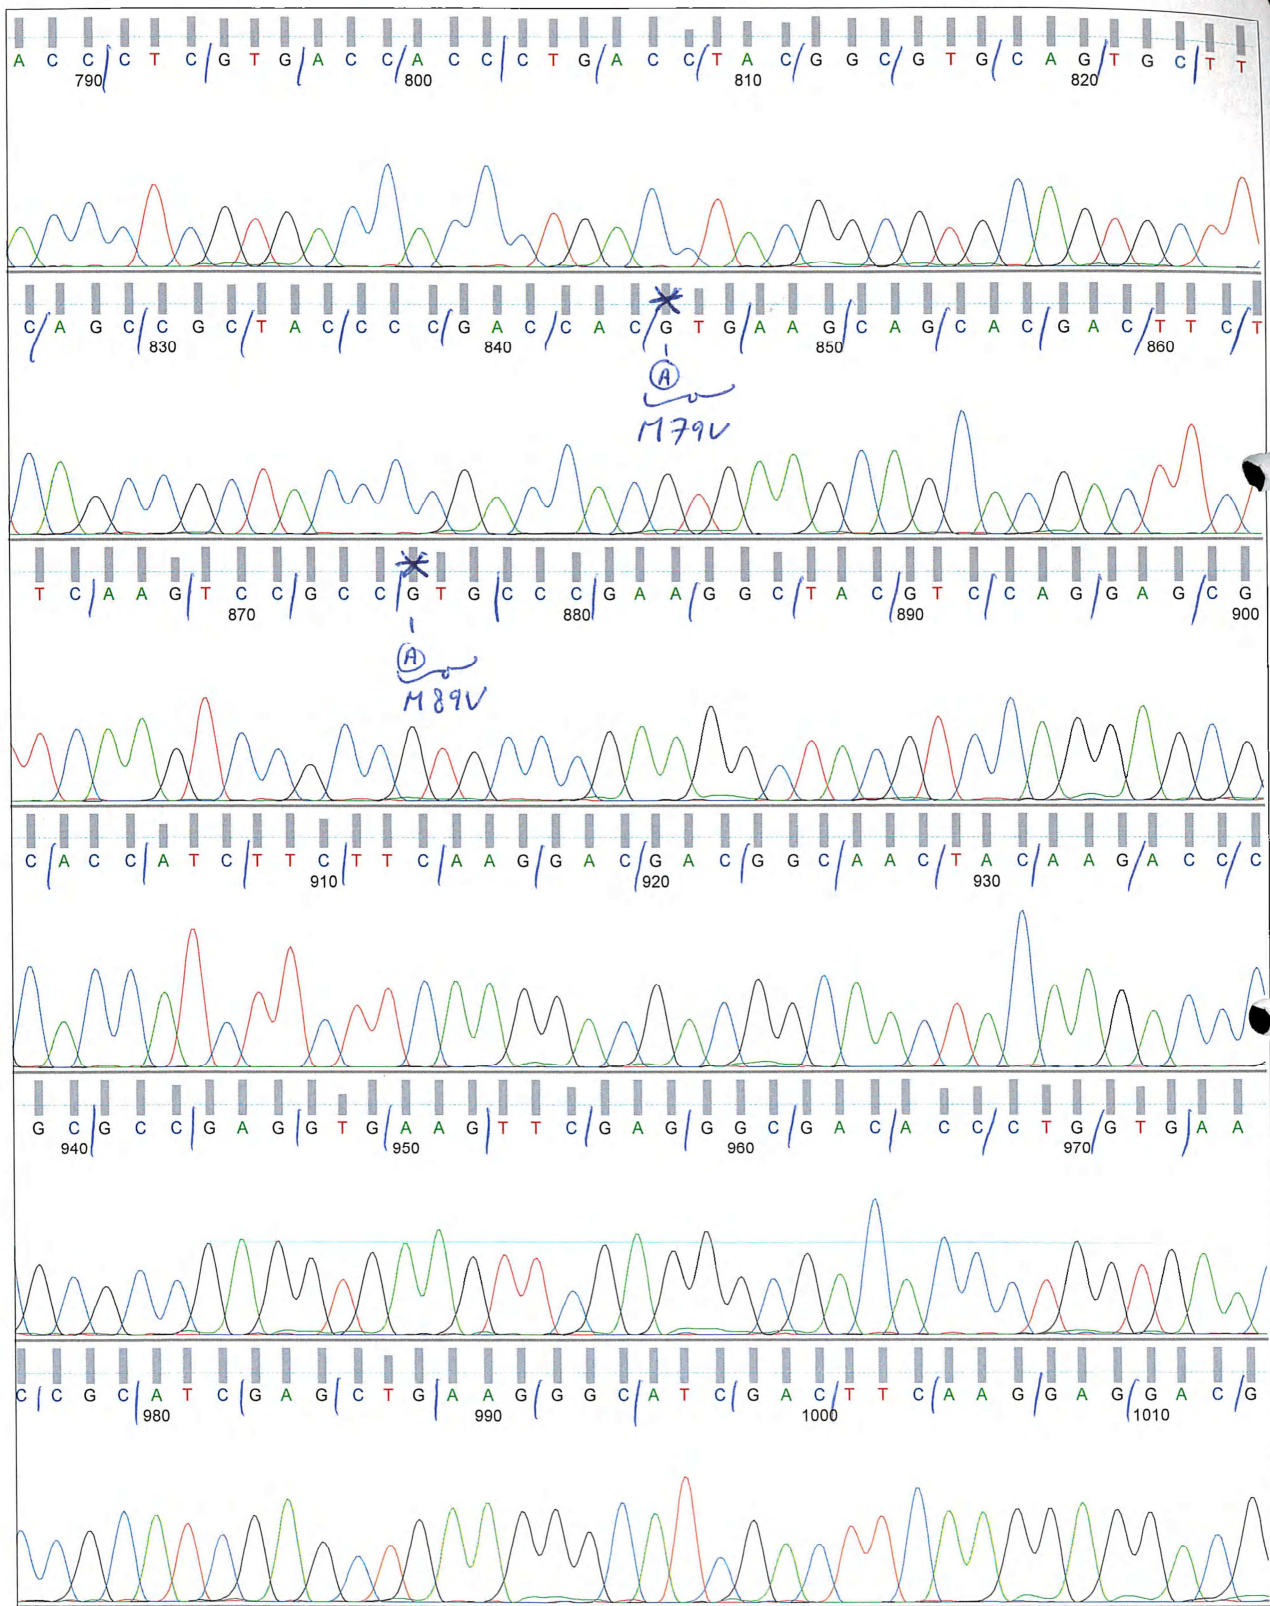 A C C / C T C / G T G / A C C / A C C / C T G / A C C / T A C / G G C / G T G / C A G / T G C / T T
790 800 810 820
C / A G C / C G C / T A C / C C C / G A C / C A C / G T G / A A G / C A G / C A C / G A C / T T C / T
830 840 850 860
A
M79V
T C / A A G / T C C / G C C / G T G / C C C / G A A / G G C / T A C / G T C / C A G / G A G / C G
870 880 890 900
A
M89V
C / A C C / A T C / T T C / T T C / A A G / G A C / G A C / G G C / A A C / T A C / A A G / A C C / C
910 920 930
G C / G C C / G A G / G T G / A A G / T T C / G A G / G G C / G A C / A C C / C T G / G T G / A A
940 950 960 970
C / C G C / A T C / G A G / C T G / A A G / G G C / A T C / G A C / T T C / A A G / G A G / G A C / G
980 990 1000 1010